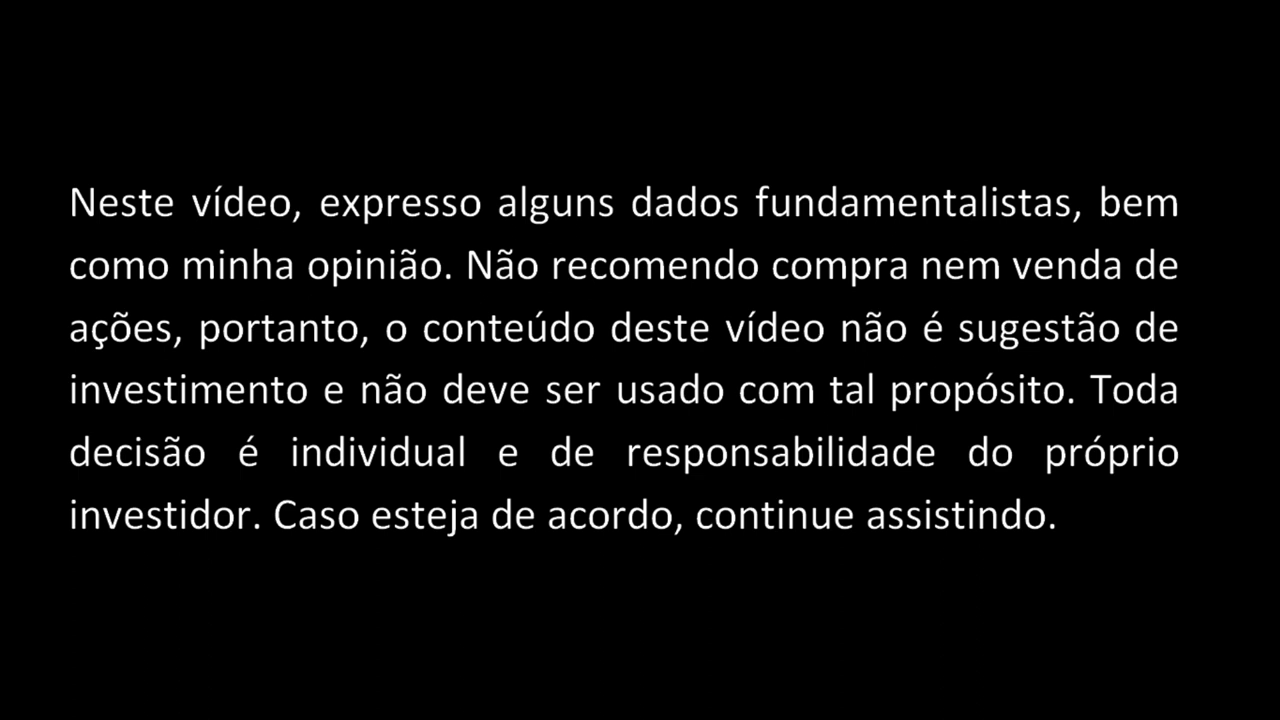 Neste vídeo, expresso alguns dados fundamentalistas, bem
como minha opinião. Não recomendo compra nem venda de
ações, portanto, o conteúdo deste vídeo não é sugestão de
investimento e não deve ser usado com tal propósito. Toda
decisão é individual e de responsabilidade do próprio
investidor. Caso esteja de acordo, continue assistindo.